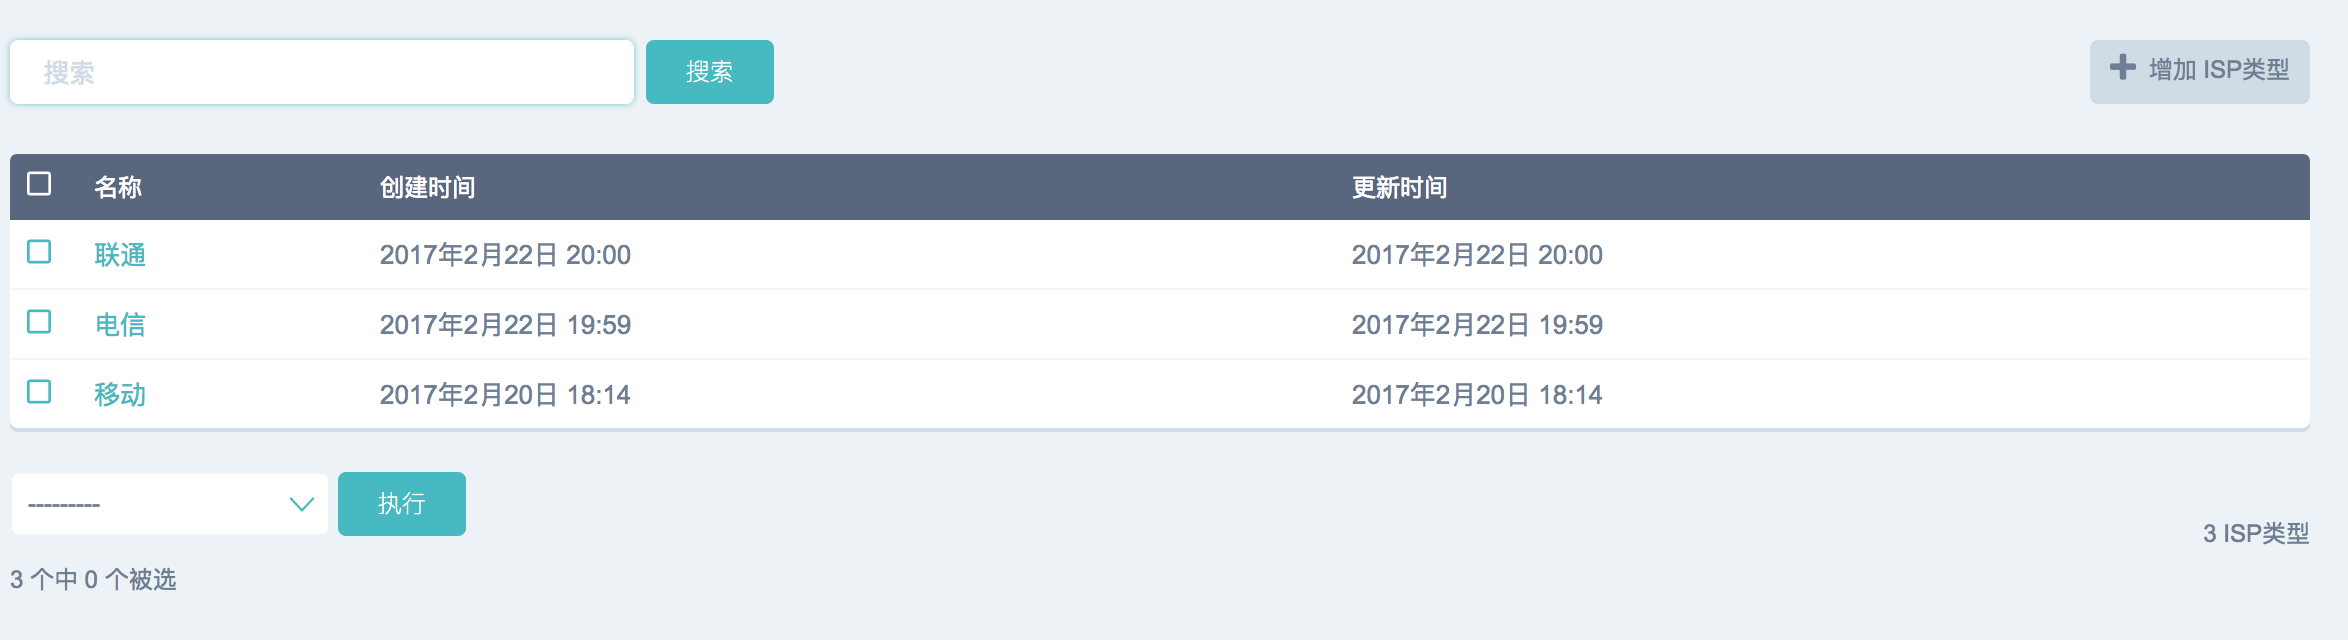 搜索 搜索 增加 ISP类型
名称 创建时间 更新时间
联通 2017年2月22日 20:00 2017年2月22日 20:00
电信 2017年2月22日 19:59 2017年2月22日 19:59
移动 2017年2月20日 18:14 2017年2月20日 18:14
--------- 执行
3 ISP类型
3 个中 0 个被选